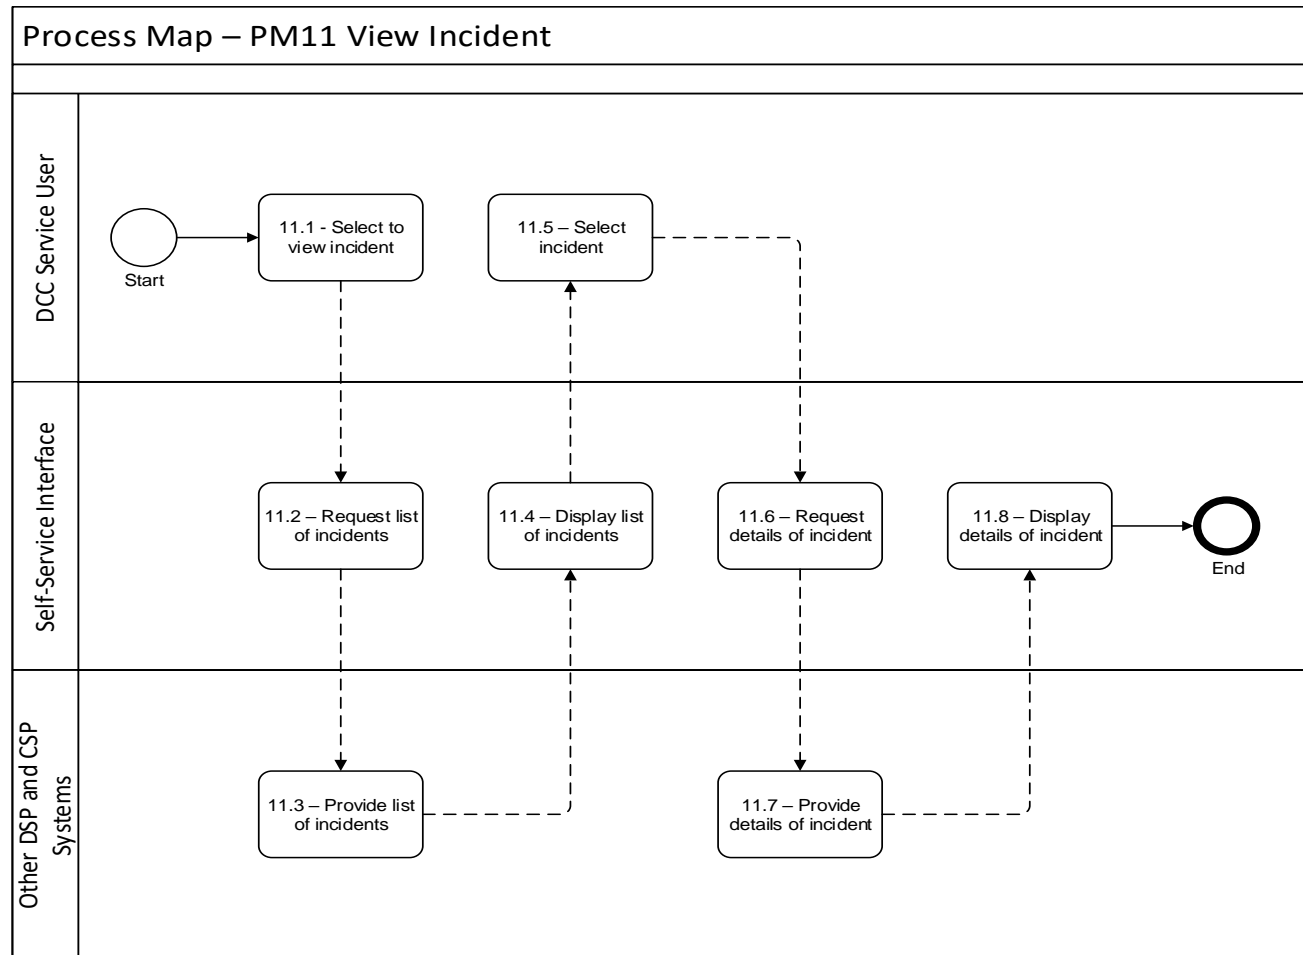 Process Map – PM11 View Incident
DCC Service User
Start
11.1 - Select to
view incident
11.5 – Select
incident
Self-Service Interface
11.2 – Request list
of incidents
11.4 – Display list
of incidents
11.6 – Request
details of incident
11.8 – Display
details of incident
End
Other DSP and CSP
Systems
11.3 – Provide list
of incidents
11.7 – Provide
details of incident